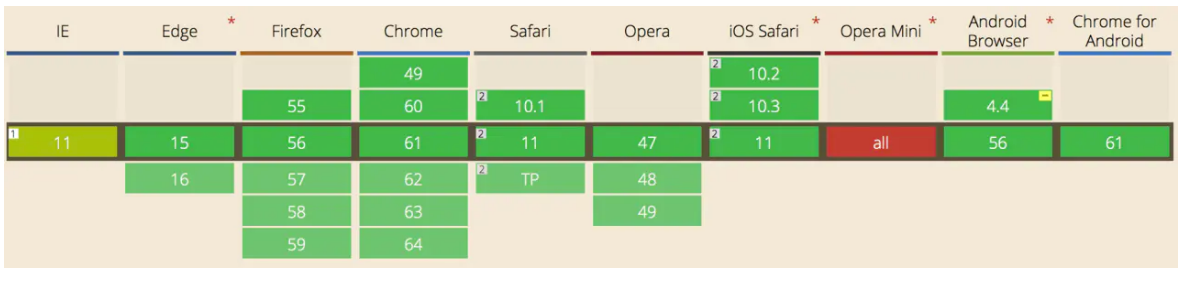 IE Edge * Firefox Chrome Safari Opera iOS Safari * Opera Mini * Android Browser * Chrome for Android
49 2 10.2
55 60 2 10.1 2 10.3 4.4 -
1 11 15 56 61 2 11 47 2 11 all 56 61
16 57 62 2 TP 48
58 63 49
59 64